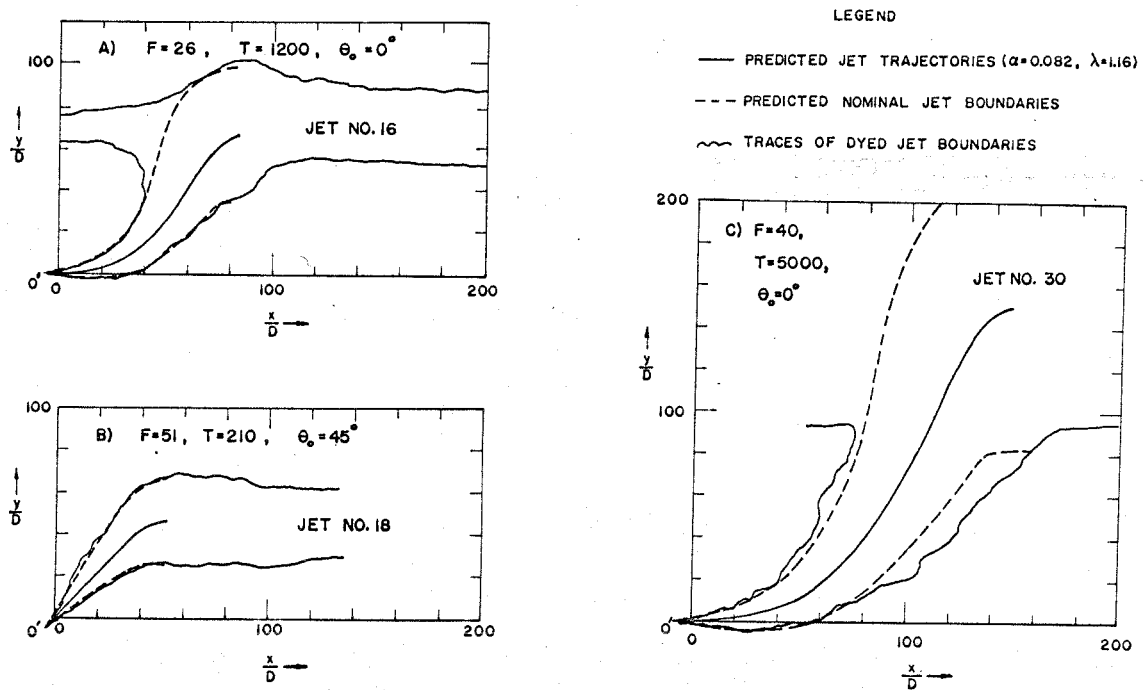 A) F=26, T=1200, θ₀=0°
100
y/D
JET NO. 16
0'
0
100
200
x/D
100
B) F=51, T=210, θ₀=45°
y/D
JET NO. 18
0'
0
100
200
x/D
LEGEND
PREDICTED JET TRAJECTORIES (α=0.082, λ=1.16)
PREDICTED NOMINAL JET BOUNDARIES
TRACES OF DYED JET BOUNDARIES
200
C) F=40,
T=5000,
θ₀=0°
JET NO. 30
y/D
100
0'
0
100
200
x/D